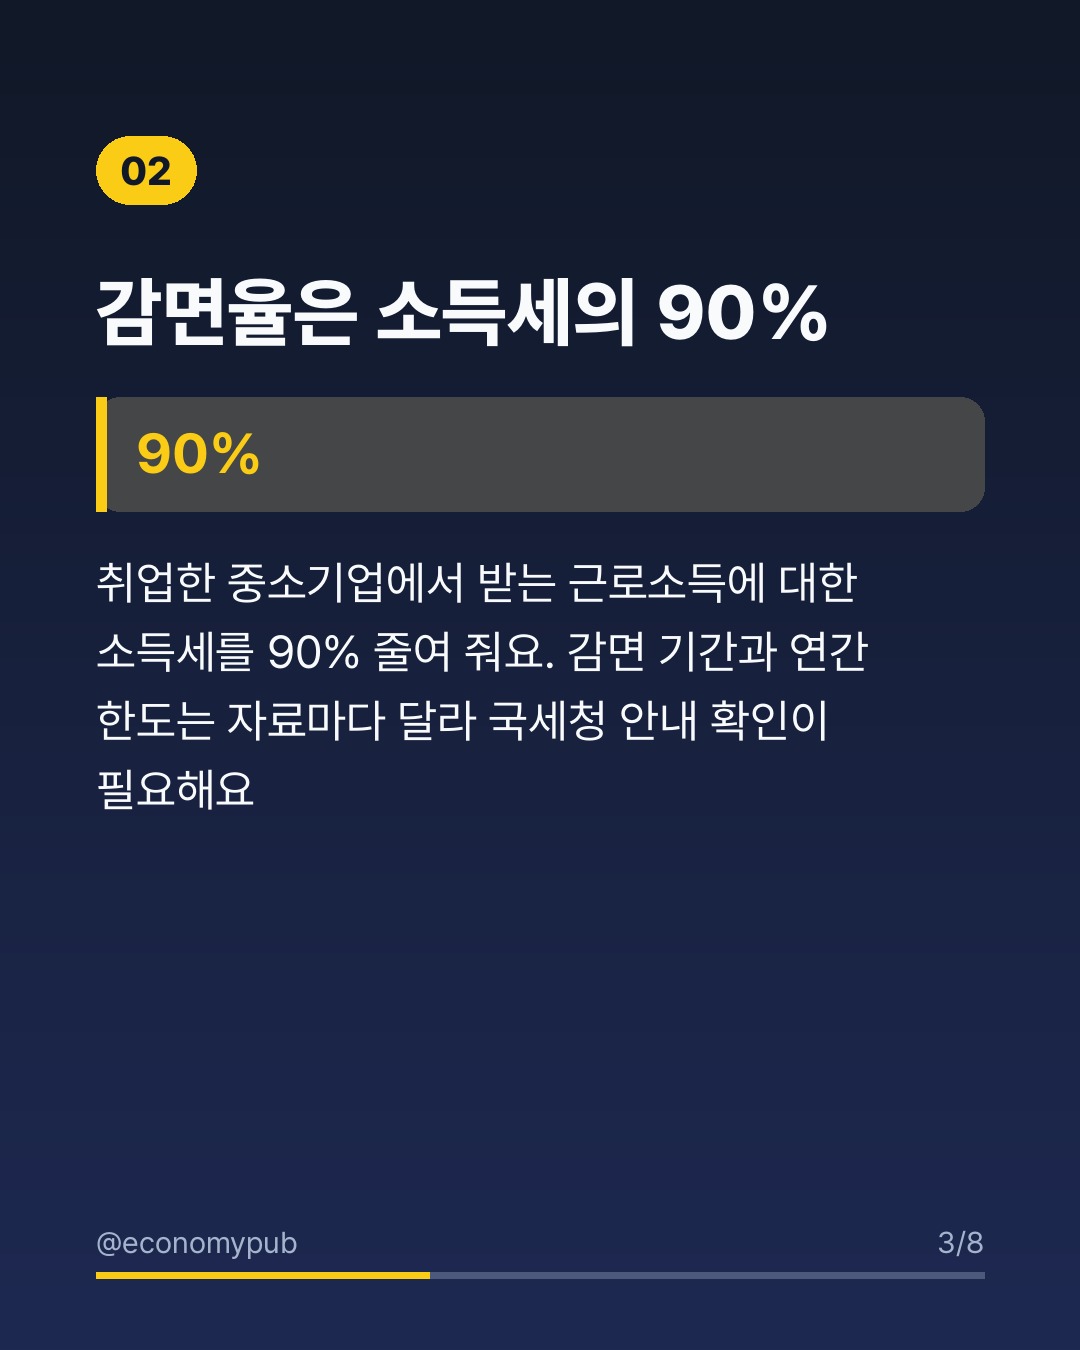 02
감면율은 소득세의 90%
90%
취업한 중소기업에서 받는 근로소득에 대한
소득세를 90% 줄여 줘요. 감면 기간과 연간
한도는 자료마다 달라 국세청 안내 확인이
필요해요
@economypub
3/8